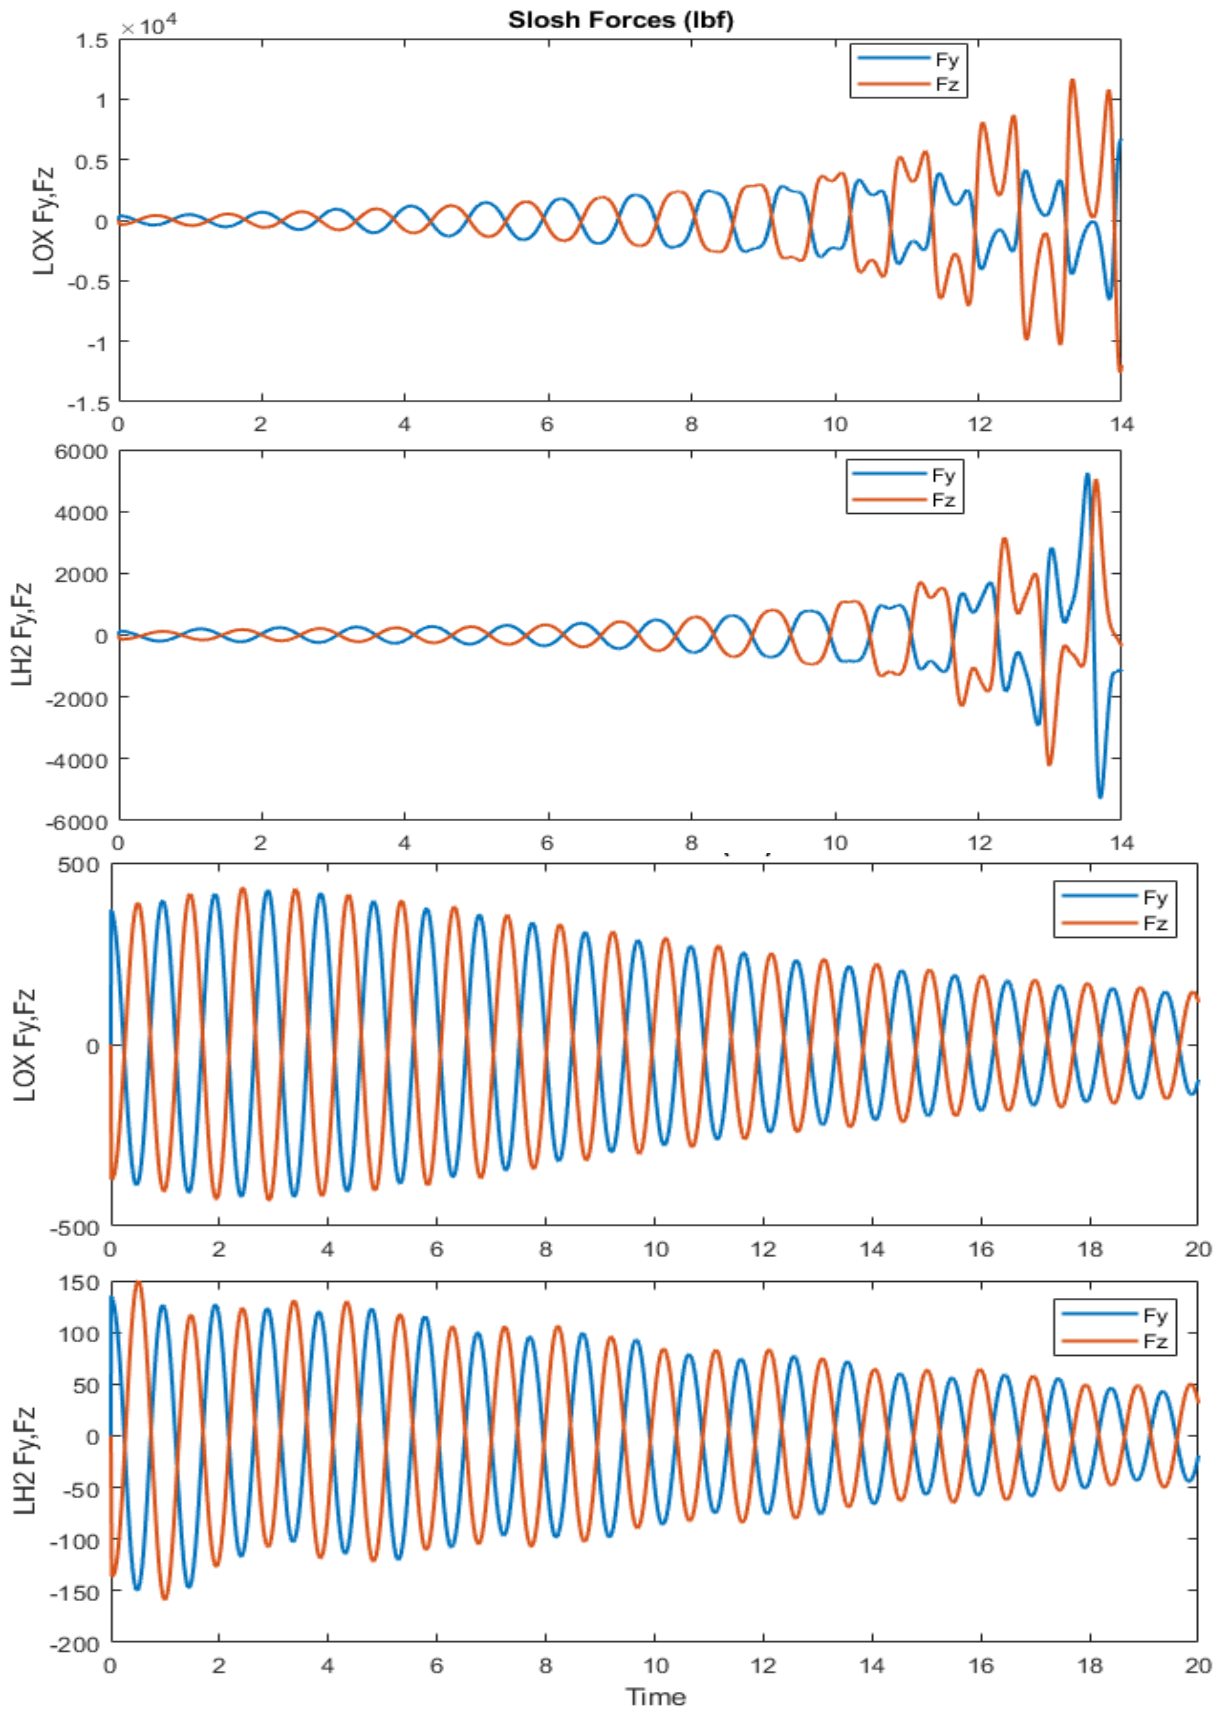 Slosh Forces (lbf)
×10⁴
1.5
1
0.5
0
-0.5
-1
-1.5
LOX Fy,Fz
Fy
Fz
0 2 4 6 8 10 12 14
6000
4000
2000
0
-2000
-4000
-6000
LH2 Fy,Fz
Fy
Fz
0 2 4 6 8 10 12 14
500
0
-500
LOX Fy,Fz
Fy
Fz
0 2 4 6 8 10 12 14 16 18 20
150
100
50
0
-50
-100
-150
-200
LH2 Fy,Fz
Fy
Fz
0 2 4 6 8 10 12 14 16 18 20
Time